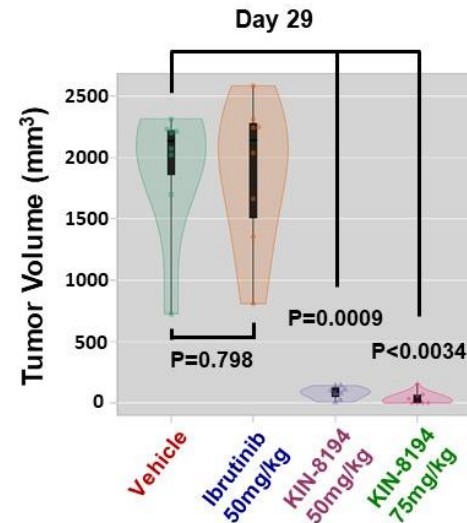 Day 29
Tumor Volume (mm³)
2500
2000
1500
1000
500
0
P=0.798
P=0.0009
P<0.0034
Vehicle
Ibrutinib
50mg/kg
KIN-8194
50mg/kg
KIN-8194
75mg/kg